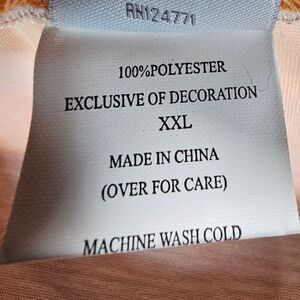 RN124771
100%POLYESTER
EXCLUSIVE OF DECORATION
XXL
MADE IN CHINA
(OVER FOR CARE)
MACHINE WASH COLD